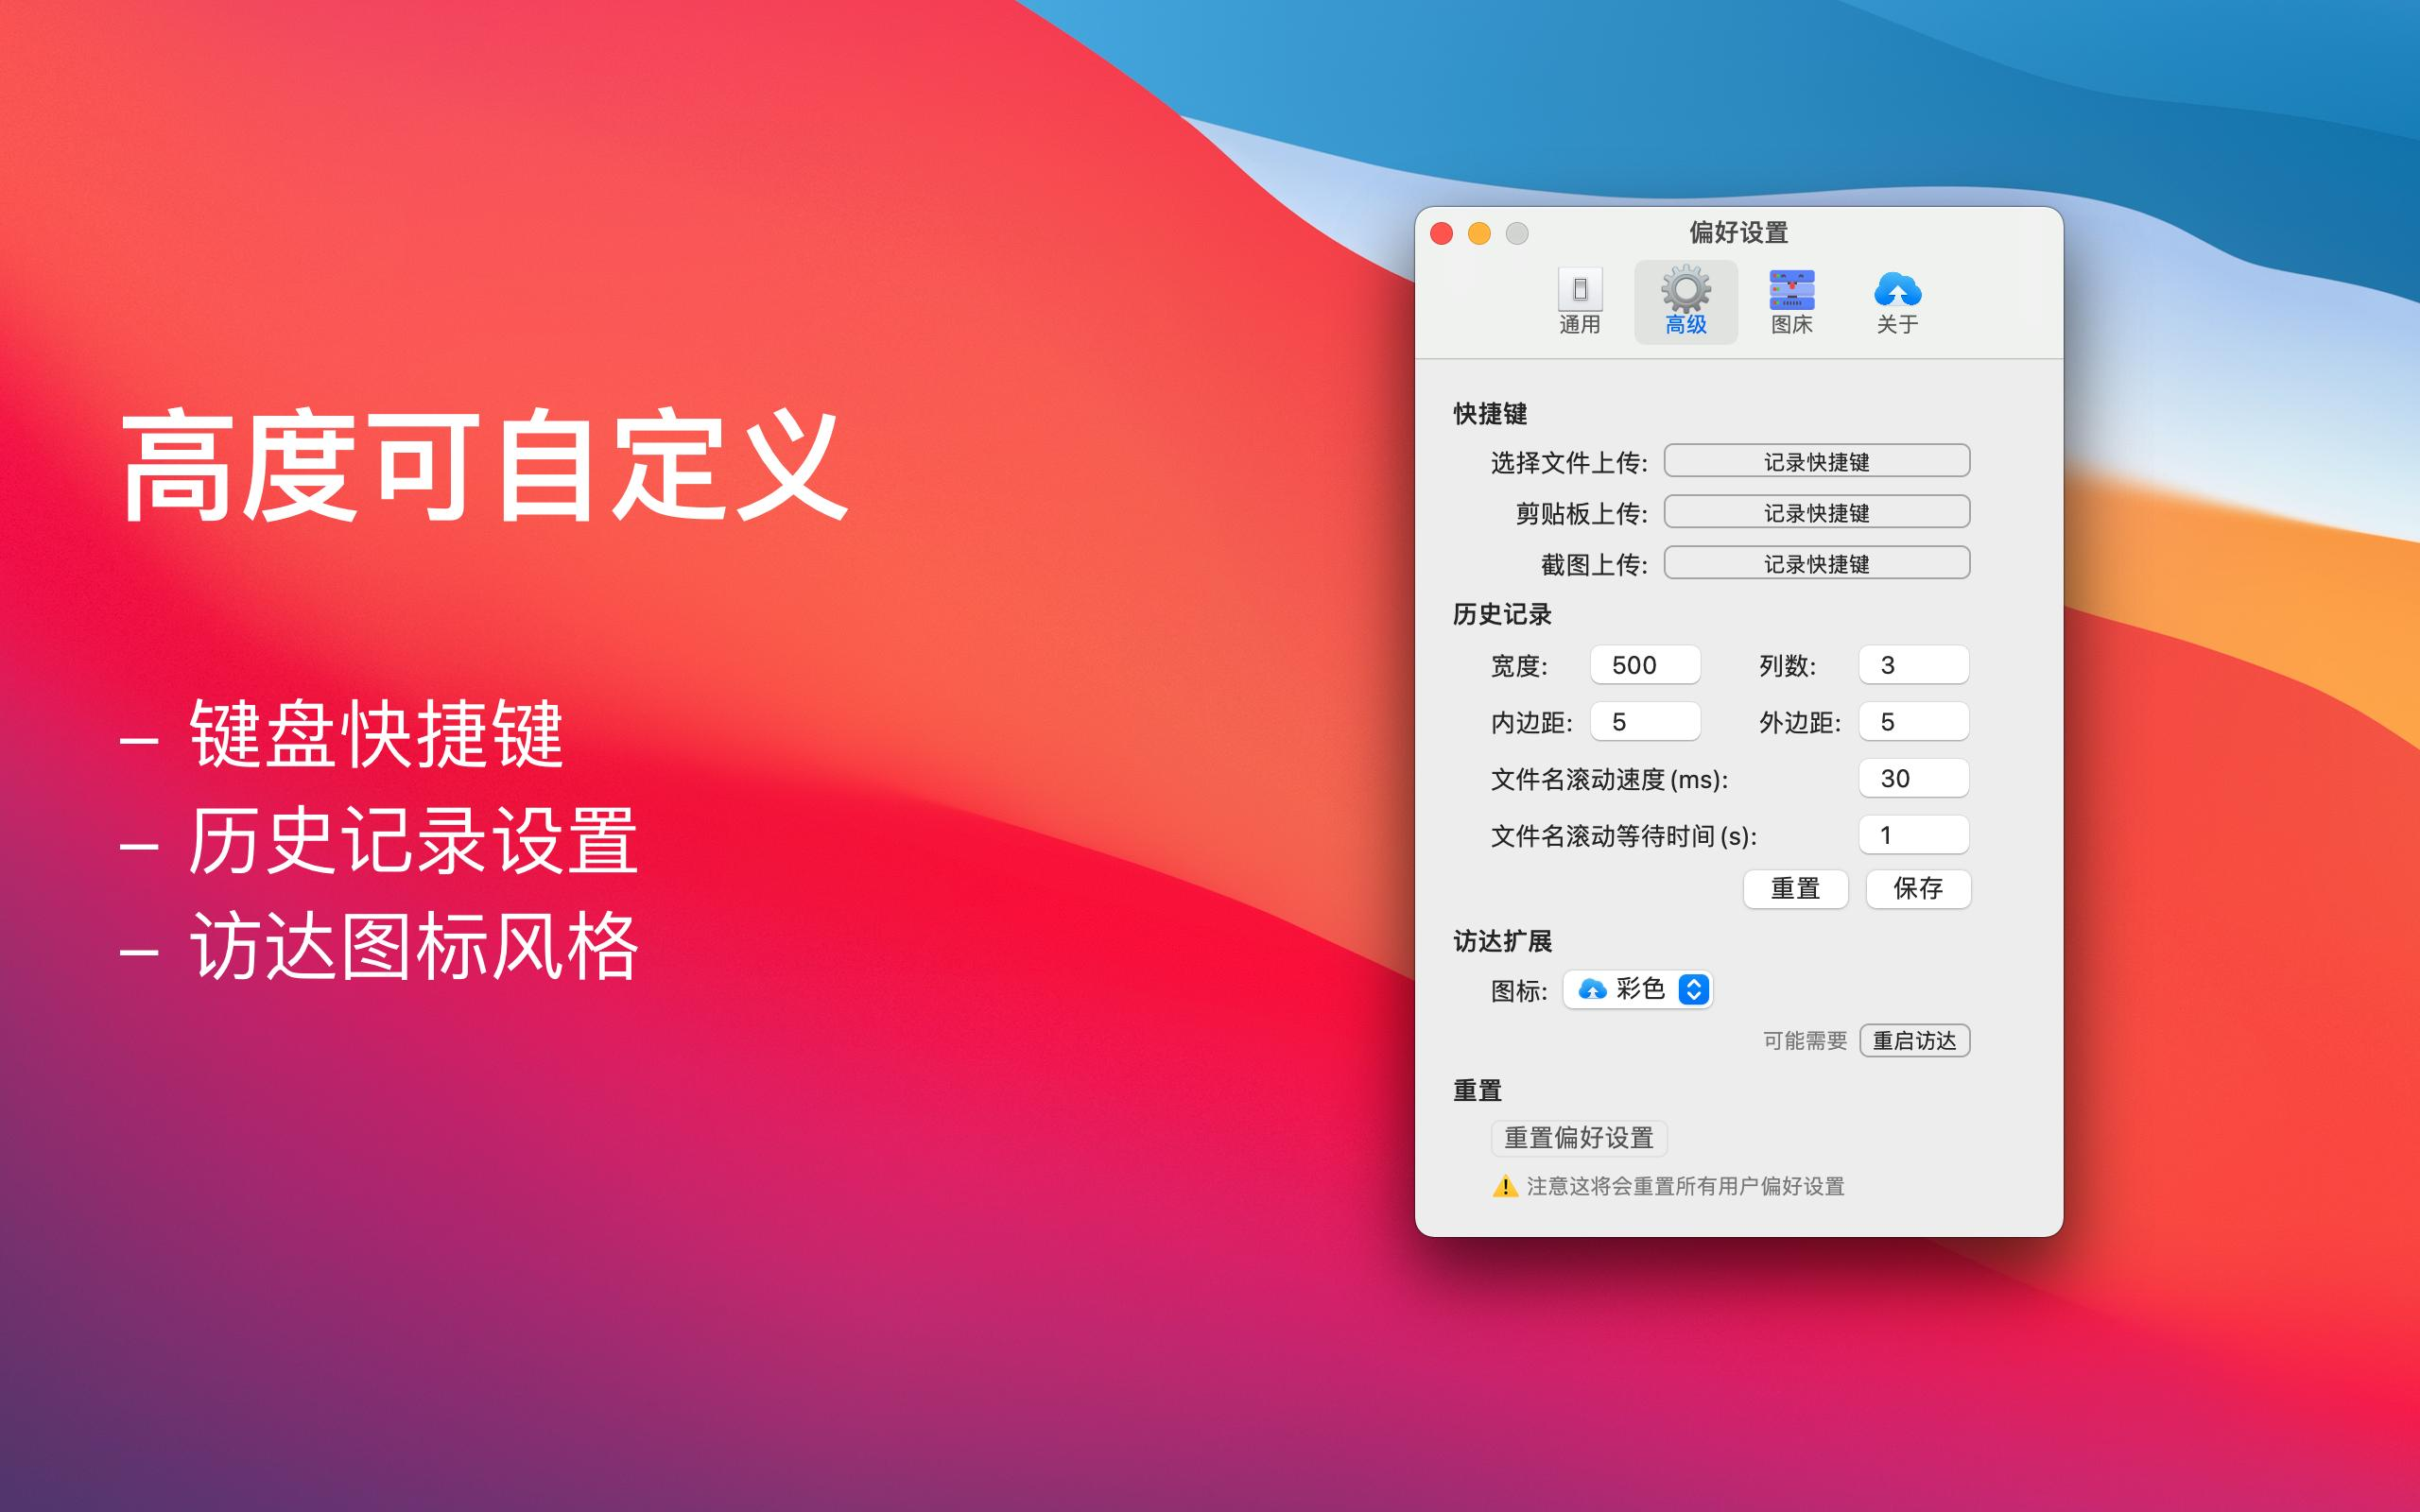 高度可自定义
– 键盘快捷键
– 历史记录设置
– 访达图标风格
偏好设置
通用 高级 图床 关于
快捷键
选择文件上传: 记录快捷键
剪贴板上传: 记录快捷键
截图上传: 记录快捷键
历史记录
宽度: 500 列数: 3
内边距: 5 外边距: 5
文件名滚动速度(ms): 30
文件名滚动等待时间(s): 1
重置 保存
访达扩展
图标: 彩色
可能需要 重启访达
重置
重置偏好设置
⚠️ 注意这将会重置所有用户偏好设置